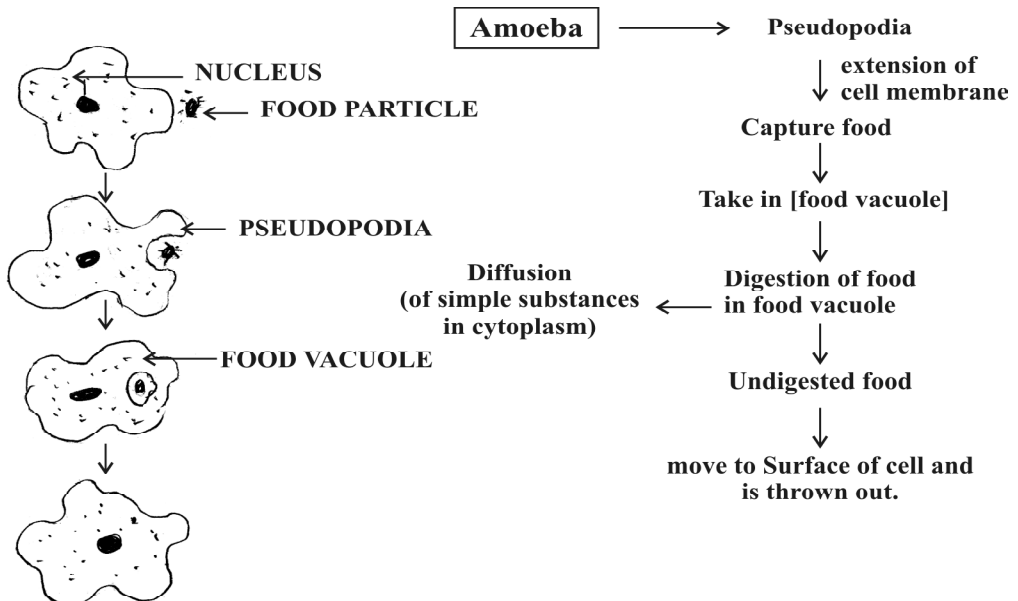 Amoeba
Pseudopodia
extension of
cell membrane
Capture food
Take in [food vacuole]
Digestion of food
in food vacuole
Diffusion
(of simple substances
in cytoplasm)
Undigested food
move to Surface of cell and
is thrown out.
NUCLEUS
FOOD PARTICLE
PSEUDOPODIA
FOOD VACUOLE